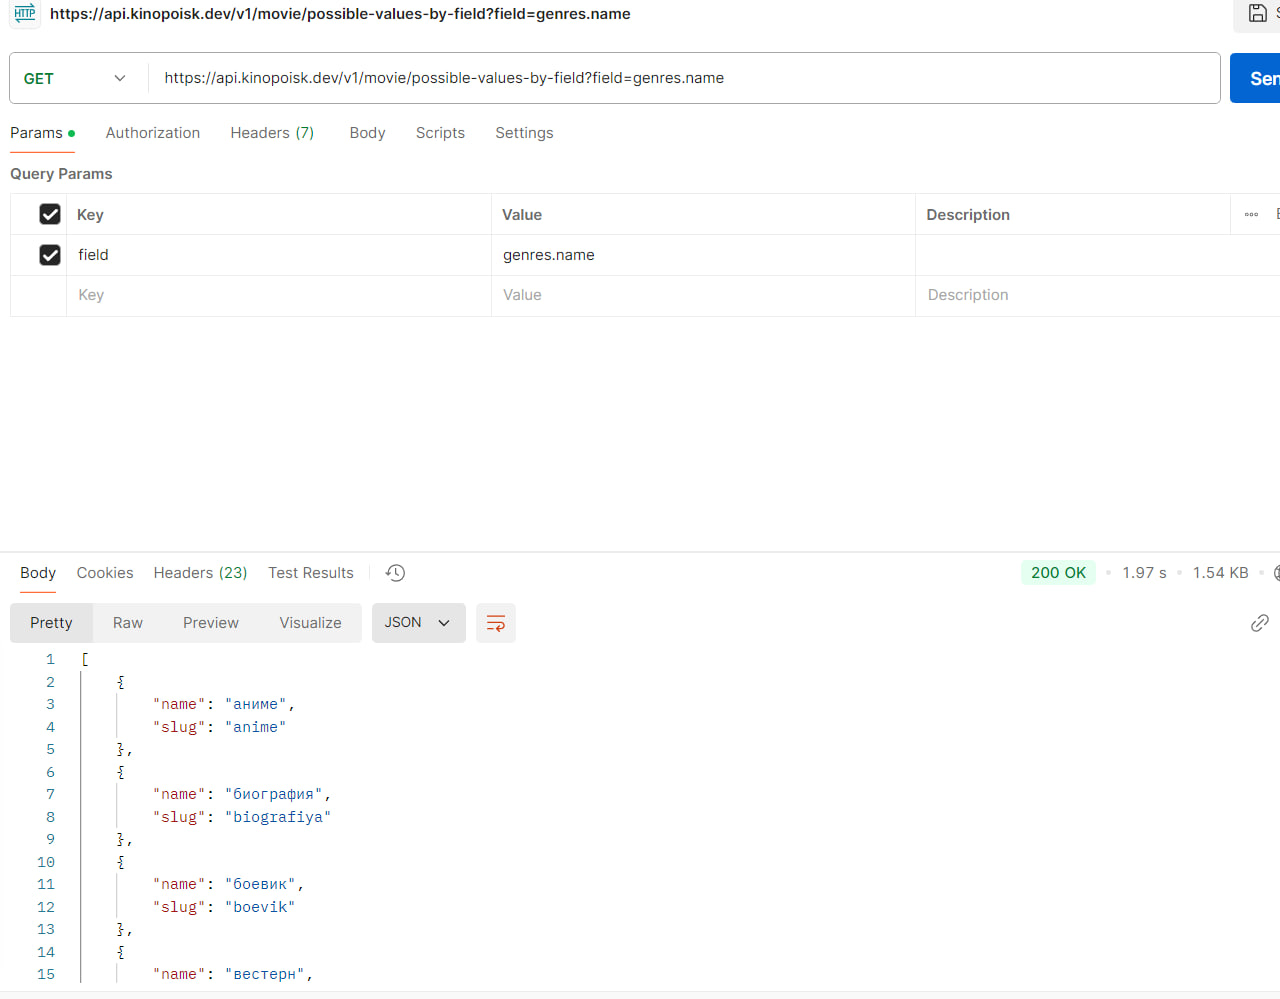 HTTP https://api.kinopoisk.dev/v1/movie/possible-values-by-field?field=genres.name
GET https://api.kinopoisk.dev/v1/movie/possible-values-by-field?field=genres.name Sen
Params Authorization Headers (7) Body Scripts Settings
Query Params
Key Value Description
field genres.name
Key Value Description
Body Cookies Headers (23) Test Results 200 OK 1.97 s 1.54 KB
Pretty Raw Preview Visualize JSON
1 [
2 {
3 "name": "аниме",
4 "slug": "anime"
5 },
6 {
7 "name": "биография",
8 "slug": "biografiya"
9 },
10 {
11 "name": "боевик",
12 "slug": "boevik"
13 },
14 {
15 "name": "вестерн",